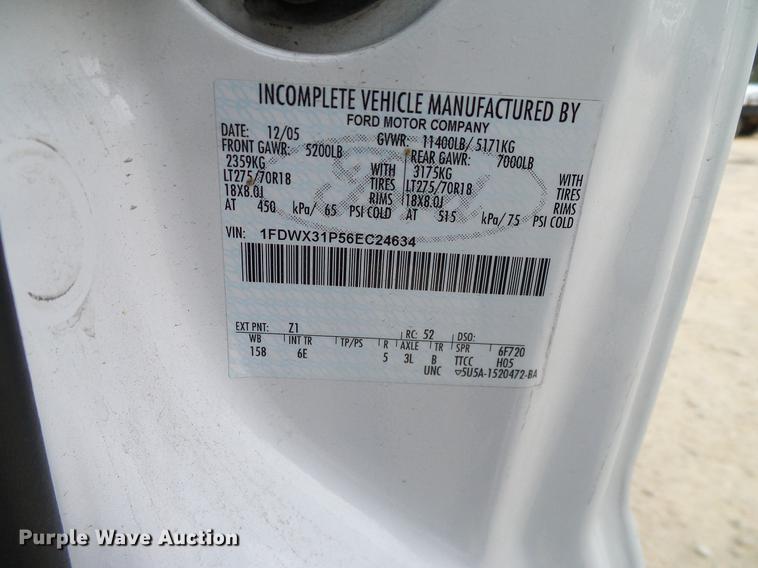 INCOMPLETE VEHICLE MANUFACTURED BY
FORD MOTOR COMPANY
DATE: 12/05 GVWR: 11400LB/ 5171KG
FRONT GAWR: 5200LB REAR GAWR: 7000LB
2359KG WITH 3175KG WITH
LT275/70R18 TIRES LT275/70R18 TIRES
18X8.0J RIMS 18X8.0J RIMS
AT 450 kPa/ 65 PSI COLD AT 515 kPa/ 75 PSI COLD
VIN: 1FDWX31P56EC24634
EXT PNT: Z1 RC: 52 DSO:
WB INT TR TP/PS R AXLE TR SPR 6F720
158 6E 5 3L B TTCC H05
UNC 5U5A-1520472-BA
Ford
Purple Wave Auction